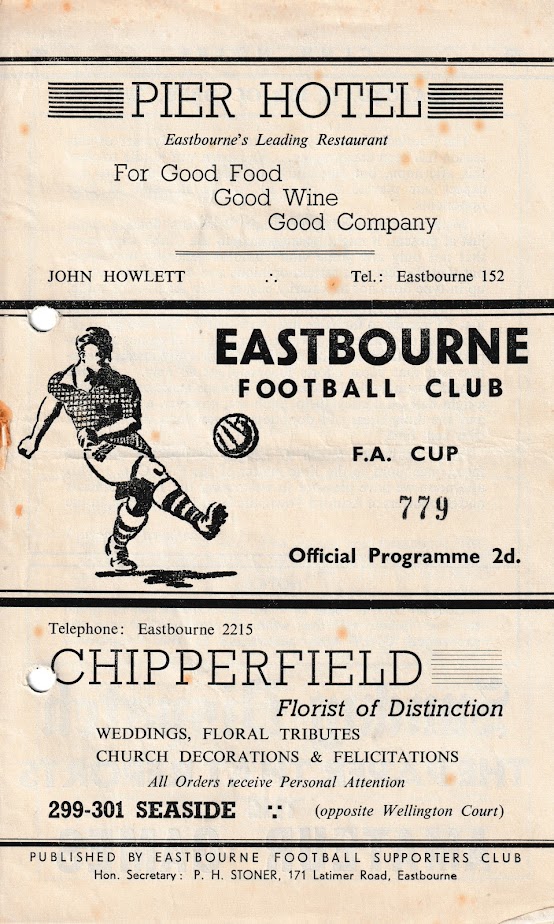 PIER HOTEL
Eastbourne's Leading Restaurant
For Good Food
Good Wine
Good Company
JOHN HOWLETT ∴ Tel.: Eastbourne 152
EASTBOURNE
FOOTBALL CLUB
F.A. CUP
779
Official Programme 2d.
Telephone: Eastbourne 2215
CHIPPERFIELD
Florist of Distinction
WEDDINGS, FLORAL TRIBUTES
CHURCH DECORATIONS & FELICITATIONS
All Orders receive Personal Attention
299-301 SEASIDE ∵ (opposite Wellington Court)
PUBLISHED BY EASTBOURNE FOOTBALL SUPPORTERS CLUB
Hon. Secretary: P. H. STONER, 171 Latimer Road, Eastbourne